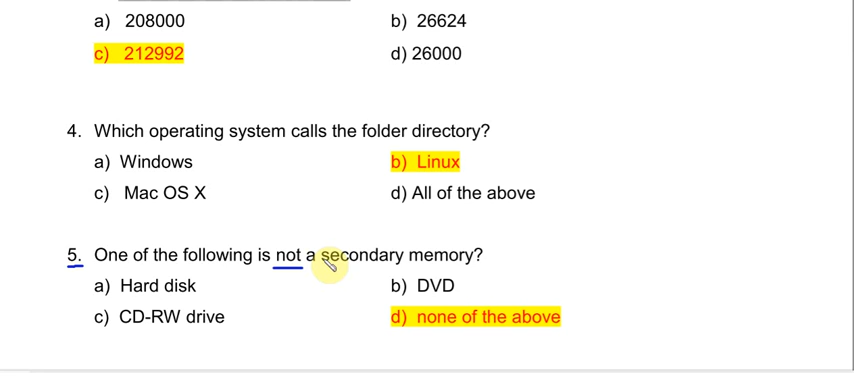 a) 208000 b) 26624
c) 212992 d) 26000
4. Which operating system calls the folder directory?
a) Windows b) Linux
c) Mac OS X d) All of the above
5. One of the following is not a secondary memory?
a) Hard disk b) DVD
c) CD-RW drive d) none of the above